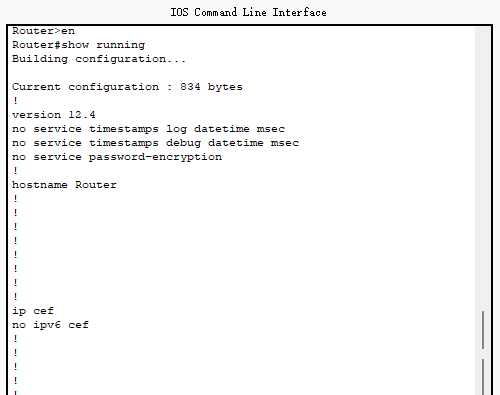 IOS Command Line Interface
Router>en
Router#show running
Building configuration...
Current configuration : 834 bytes
!
version 12.4
no service timestamps log datetime msec
no service timestamps debug datetime msec
no service password-encryption
!
hostname Router
!
!
!
!
!
!
!
!
ip cef
no ipv6 cef
!
!
!
!
!